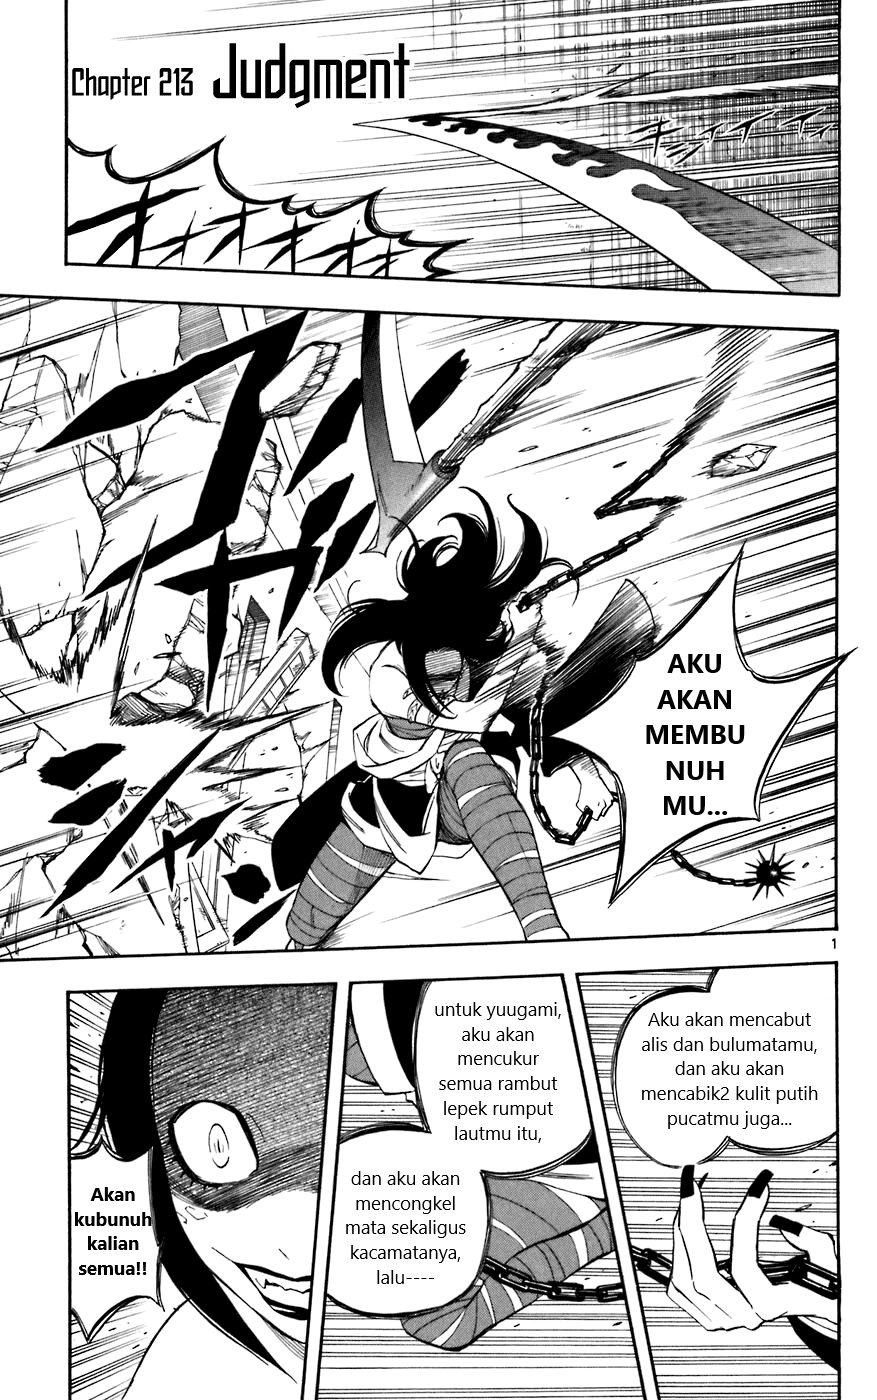 Chapter 213 Judgment
AKU
AKAN
MEMBU
NUH
MU...
1
Aku akan mencabut
alis dan bulumatamu,
dan aku akan
mencabik2 kulit putih
pucatmu juga...
untuk yuugami,
aku akan
mencukur
semua rambut
lepek rumput
lautmu itu,
dan aku akan
mencongkel
mata sekaligus
kacamatanya,
lalu----
Akan
kubunuh
kalian
semua!!